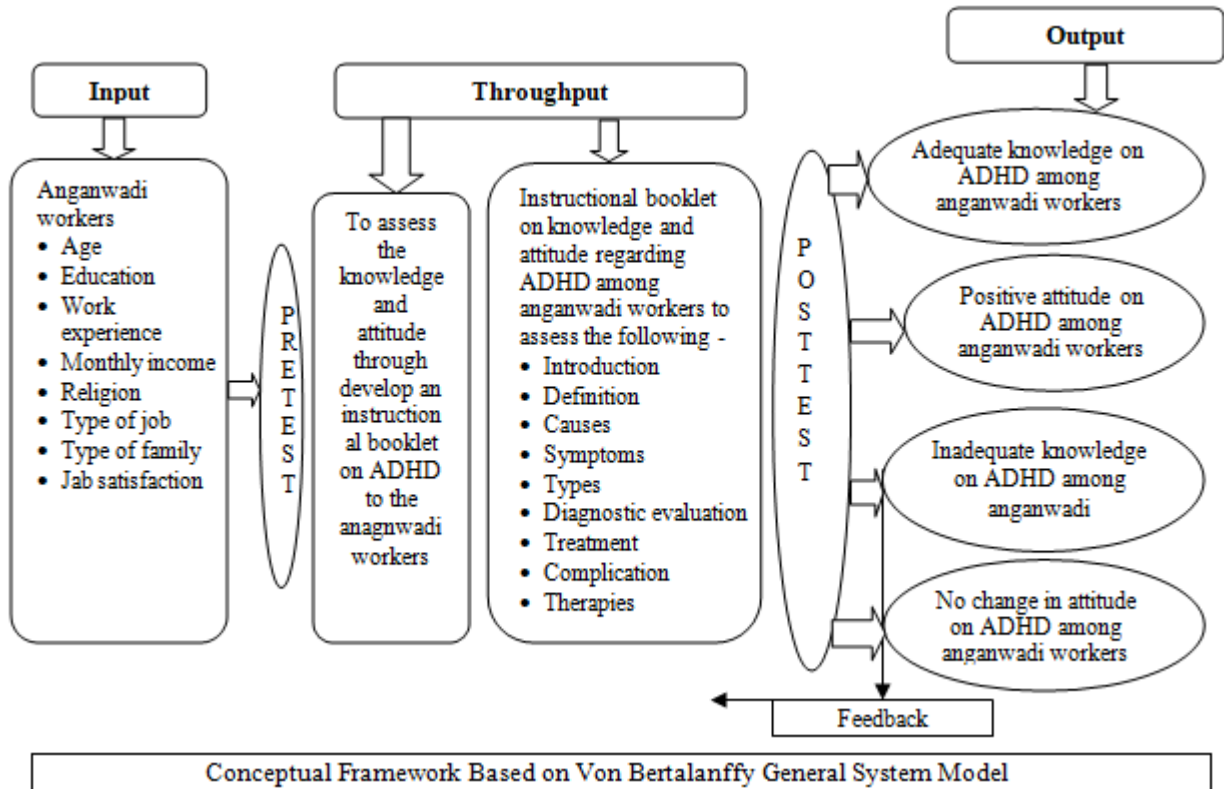 Input
Throughput
Output
Anganwadi
workers
• Age
• Education
• Work
experience
• Monthly income
• Religion
• Type of job
• Type of family
• Jab satisfaction
PRETEST
To assess
the
knowledge
and
attitude
through
develop an
instruction
al booklet
on ADHD
to the
anagnwadi
workers
Instructional booklet
on knowledge and
attitude regarding
ADHD among
anganwadi workers to
assess the following -
• Introduction
• Definition
• Causes
• Symptoms
• Types
• Diagnostic evaluation
• Treatment
• Complication
• Therapies
POSTTEST
Adequate knowledge on
ADHD among
anganwadi workers
Positive attitude on
ADHD among
anganwadi workers
Inadequate knowledge
on ADHD among
anganwadi
No change in attitude
on ADHD among
anganwadi workers
Feedback
Conceptual Framework Based on Von Bertalanffy General System Model